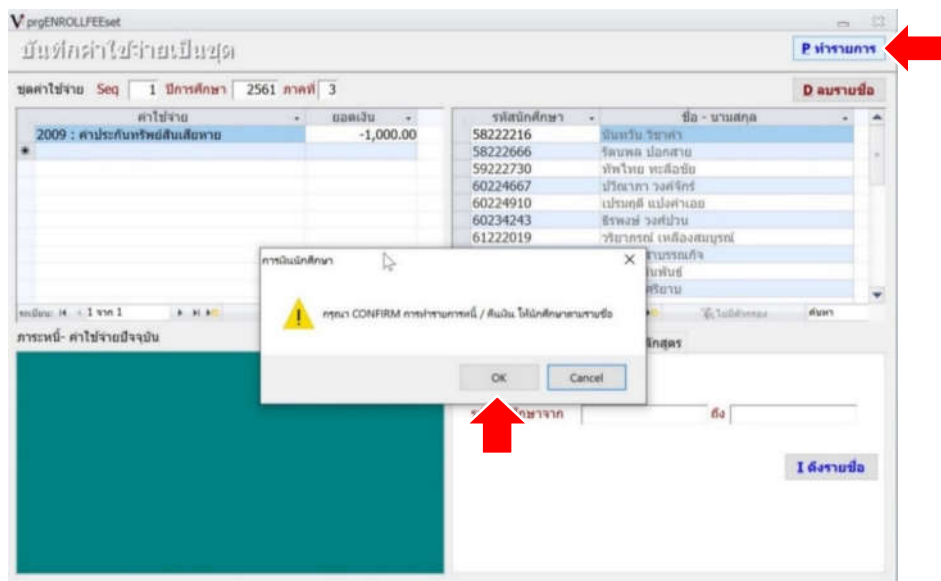 prgENROLLFEEset
บันทึกค่าใช้จ่ายเป็นชุด
P ทำรายการ
ชุดค่าใช้จ่าย Seq 1 ปีการศึกษา 2561 ภาคที่ 3
D ลบรายชื่อ
ค่าใช้จ่าย ยอดเงิน
2009 : ค่าประกันทรัพย์สินเสียหาย -1,000.00
รหัสนักศึกษา ชื่อ - นามสกุล
58222216
58222666
59222730
60224667
60224910
60234243
61222019
การเงินนักศึกษา
กรุณา CONFIRM การทำรายการหนี้ / คืนเงิน ให้นักศึกษาตามรายชื่อ
OK Cancel
1 จาก 1
ค้นหา
ภาระหนี้- ค่าใช้จ่ายปัจจุบัน
ถึง
I ดึงรายชื่อ